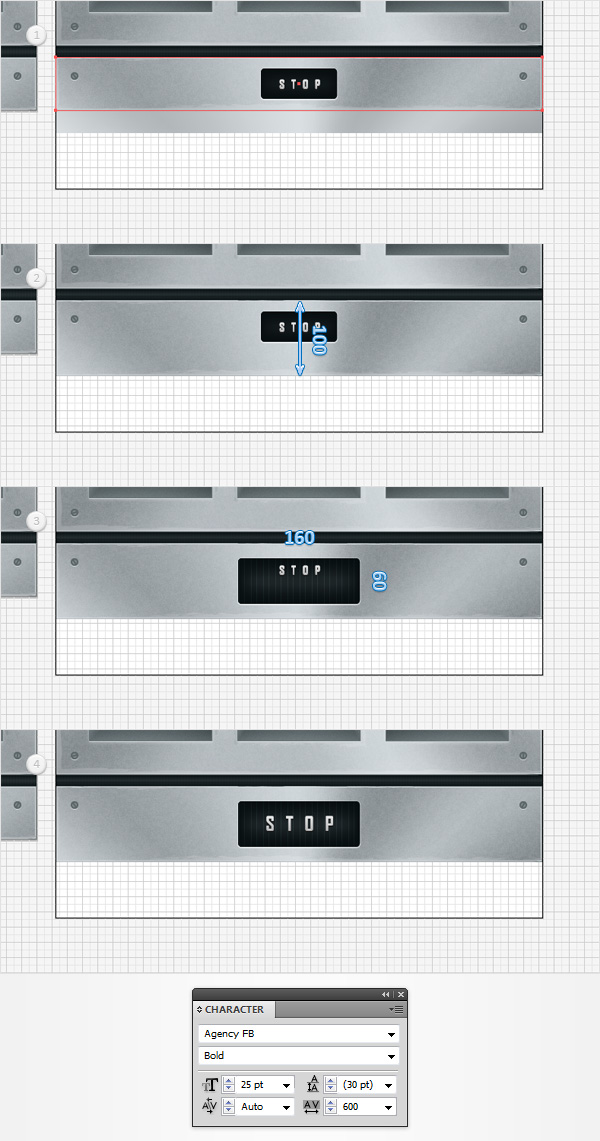 1
STOP
2
STOP
100
3
160
STOP
60
4
STOP
CHARACTER
Agency FB
Bold
25 pt (30 pt)
Auto 600